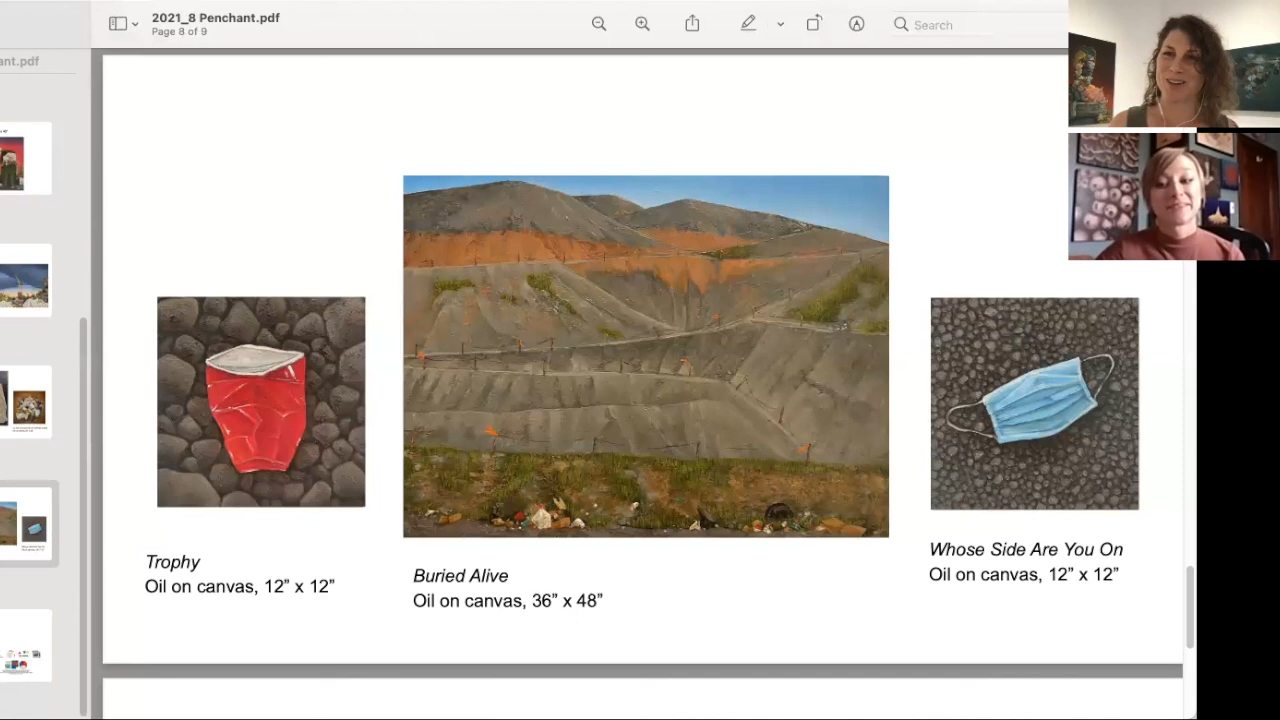 2021_8 Penchant.pdf
Page 8 of 9
Search
ant.pdf
Trophy
Oil on canvas, 12” x 12”
Buried Alive
Oil on canvas, 36” x 48”
Whose Side Are You On
Oil on canvas, 12” x 12”